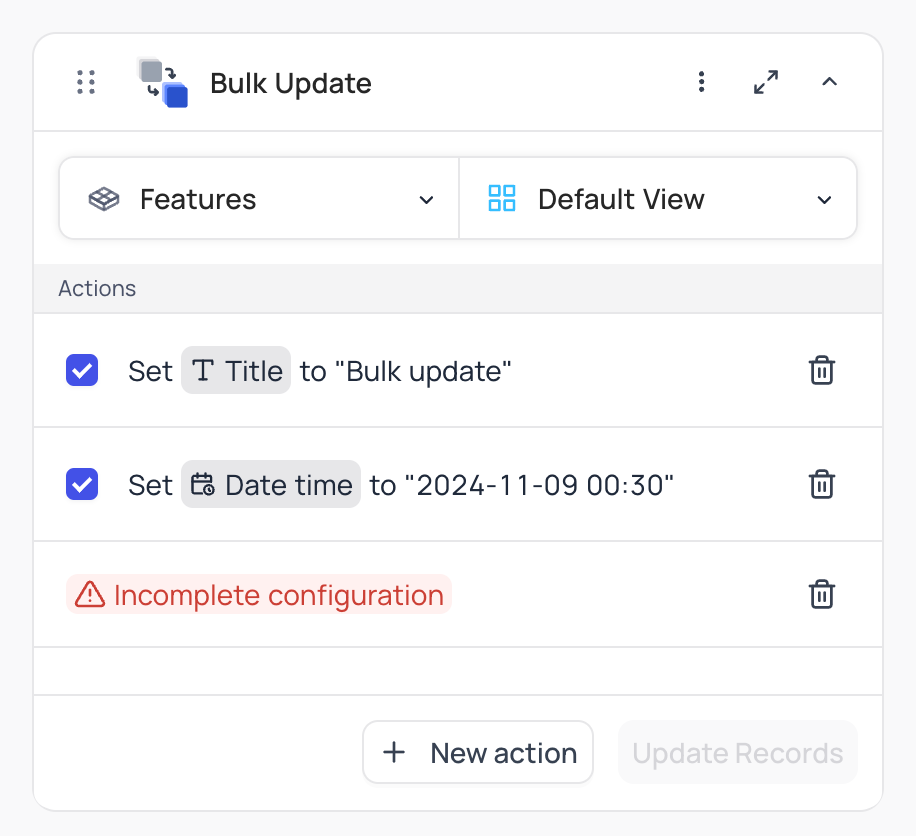 Bulk Update
Features
Default View
Actions
Set Title to "Bulk update"
Set Date time to "2024-11-09 00:30"
Incomplete configuration
New action
Update Records